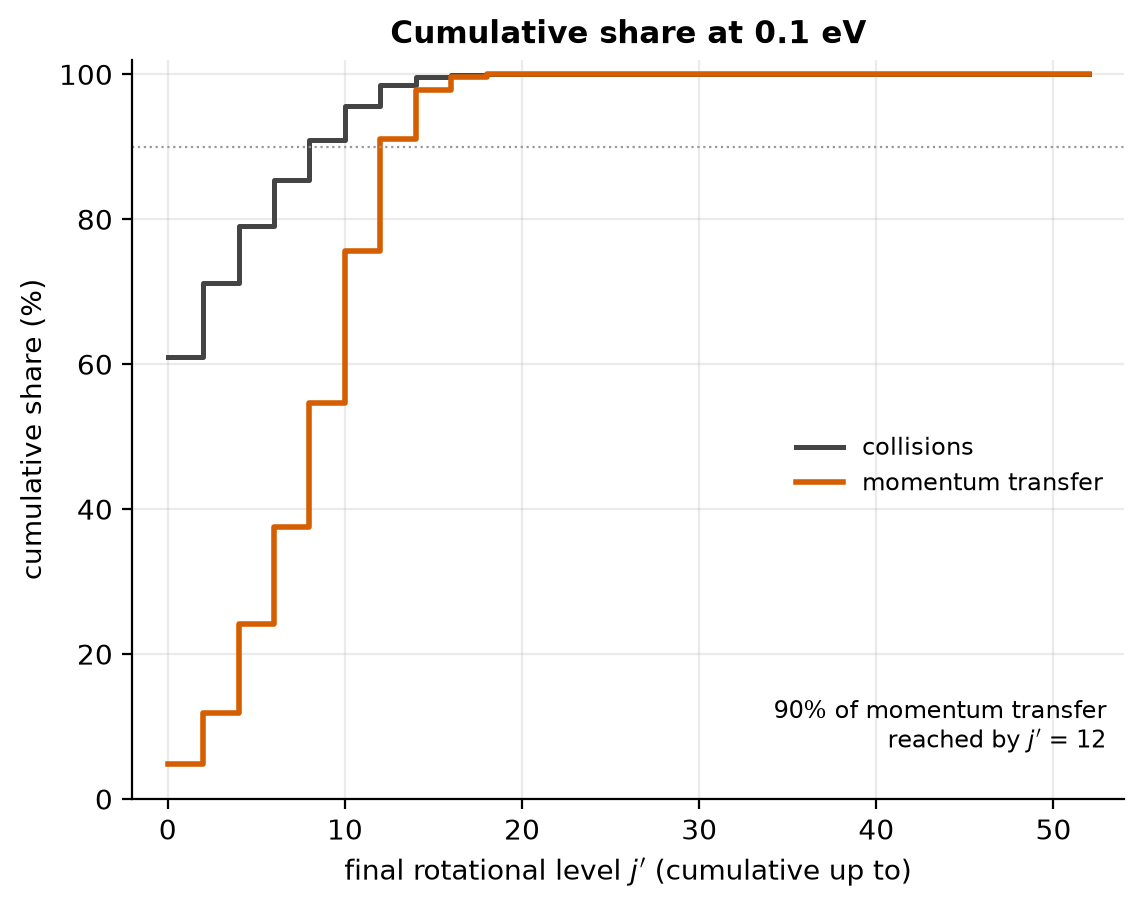 Cumulative share at 0.1 eV
100
80
60
40
20
0
cumulative share (%)
collisions
momentum transfer
90% of momentum transfer
reached by j′ = 12
0 10 20 30 40 50
final rotational level j′ (cumulative up to)